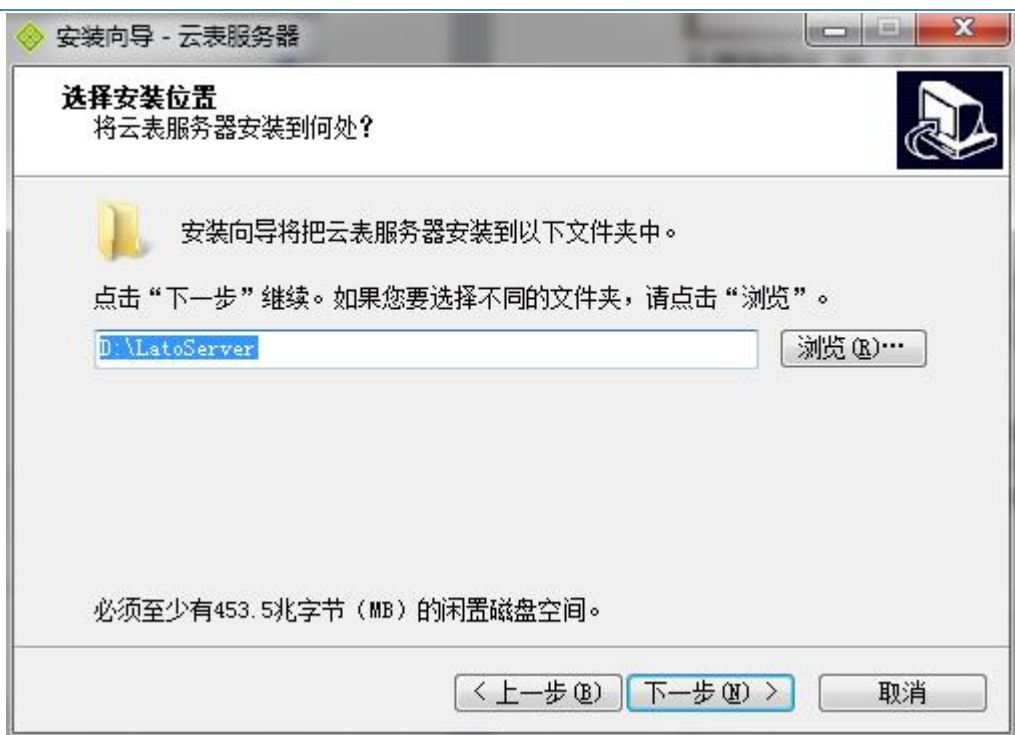 安装向导 - 云表服务器
选择安装位置
将云表服务器安装到何处?
安装向导将把云表服务器安装到以下文件夹中。
点击“下一步”继续。如果您要选择不同的文件夹，请点击“浏览”。
D:\LatoServer
浏览(R)…
必须至少有453.5兆字节（MB）的闲置磁盘空间。
<上一步(B)
下一步(N) >
取消